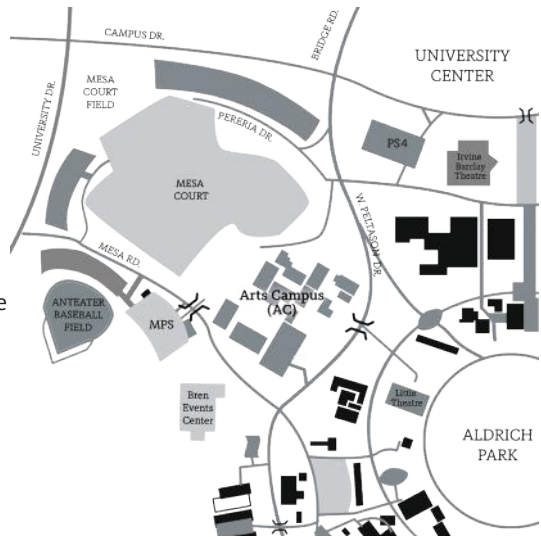 CAMPUS DR.
BRIDGE RD.
UNIVERSITY
CENTER
UNIVERSITY DR.
MESA
COURT
FIELD
PERERIA DR.
PS4
Irvine
Barclay
Theatre
MESA
COURT
W. PELTASON DR.
MESA RD.
e
Arts Campus
(AC)
ANTEATER
BASEBALL
FIELD
MPS
Bren
Events
Center
Little
Theatre
ALDRICH
PARK